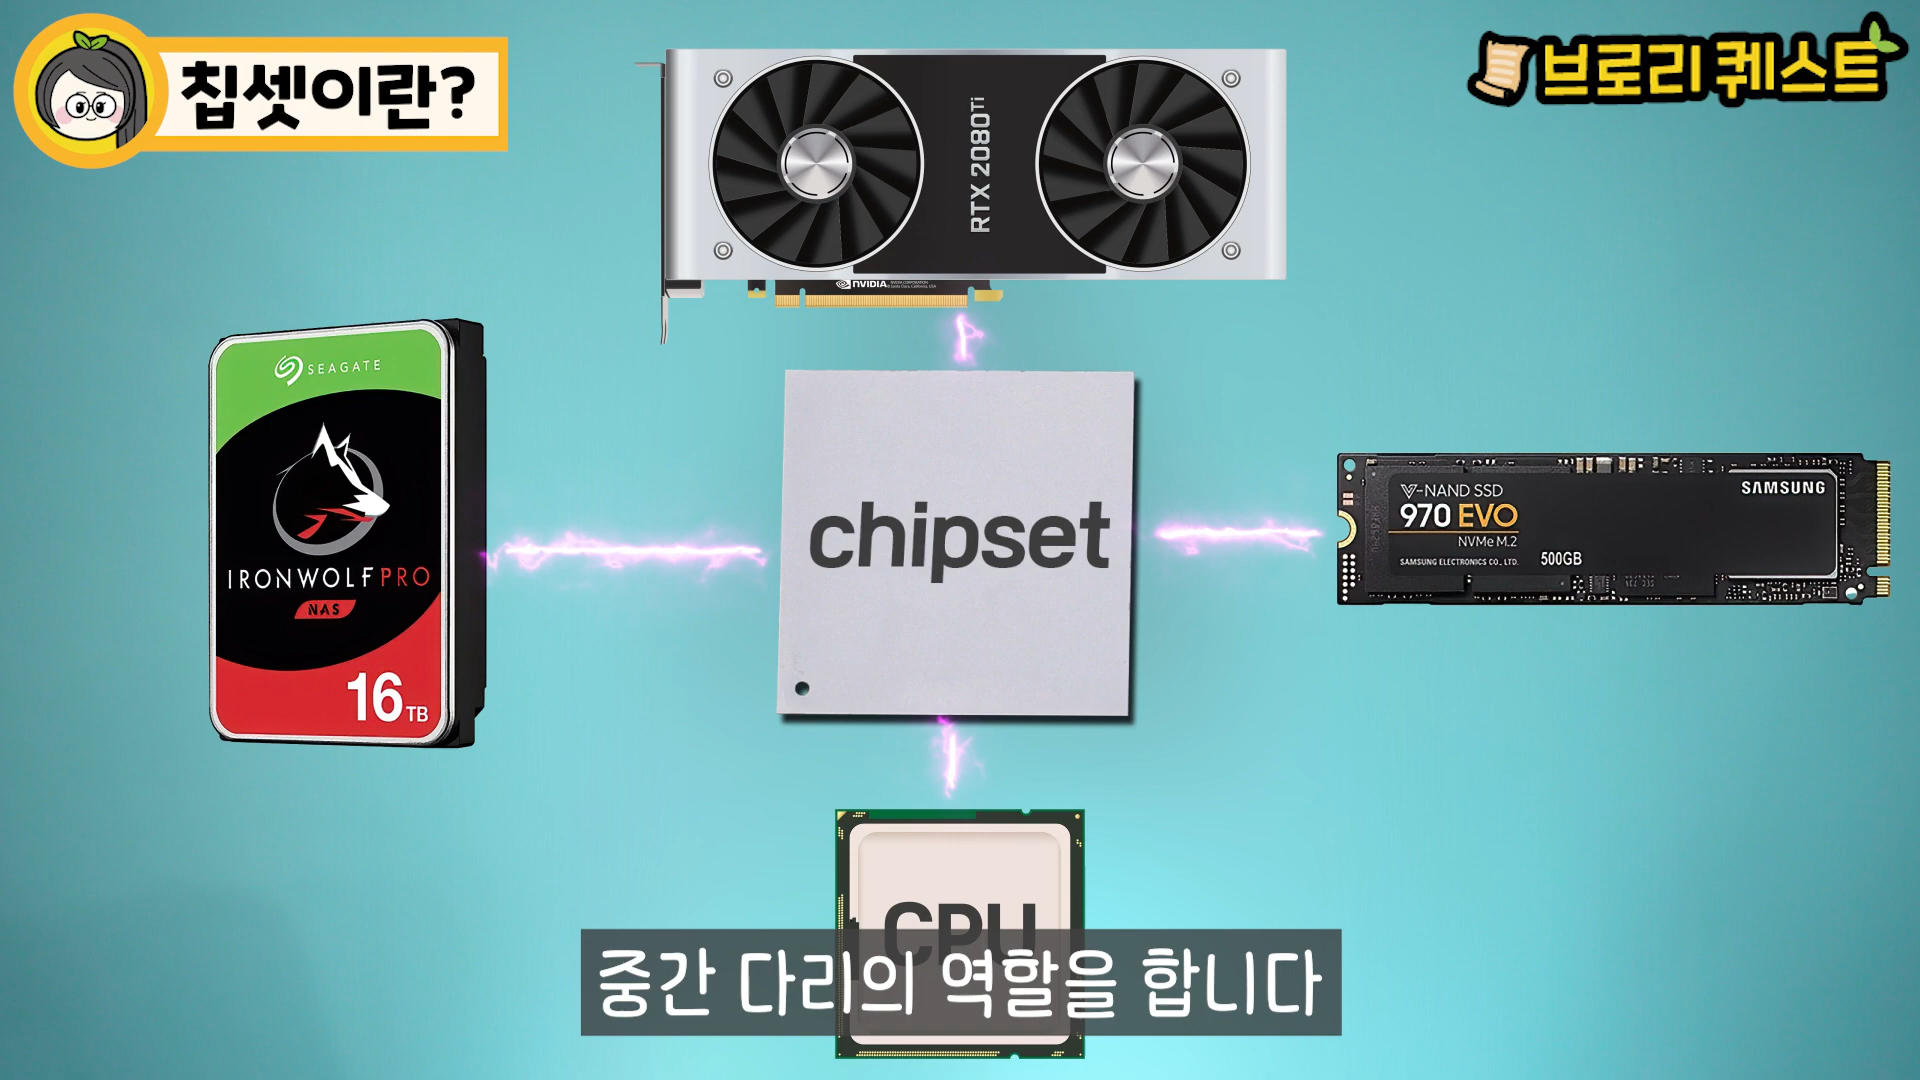 칩셋이란?
브로리 퀘스트
RTX 2080Ti
NVIDIA
SEAGATE
IRONWOLF PRO
NAS
16TB
chipset
V-NAND SSD
970 EVO
NVMe M.2
SAMSUNG ELECTRONICS CO., LTD.
500GB
SAMSUNG
CPU
중간 다리의 역할을 합니다